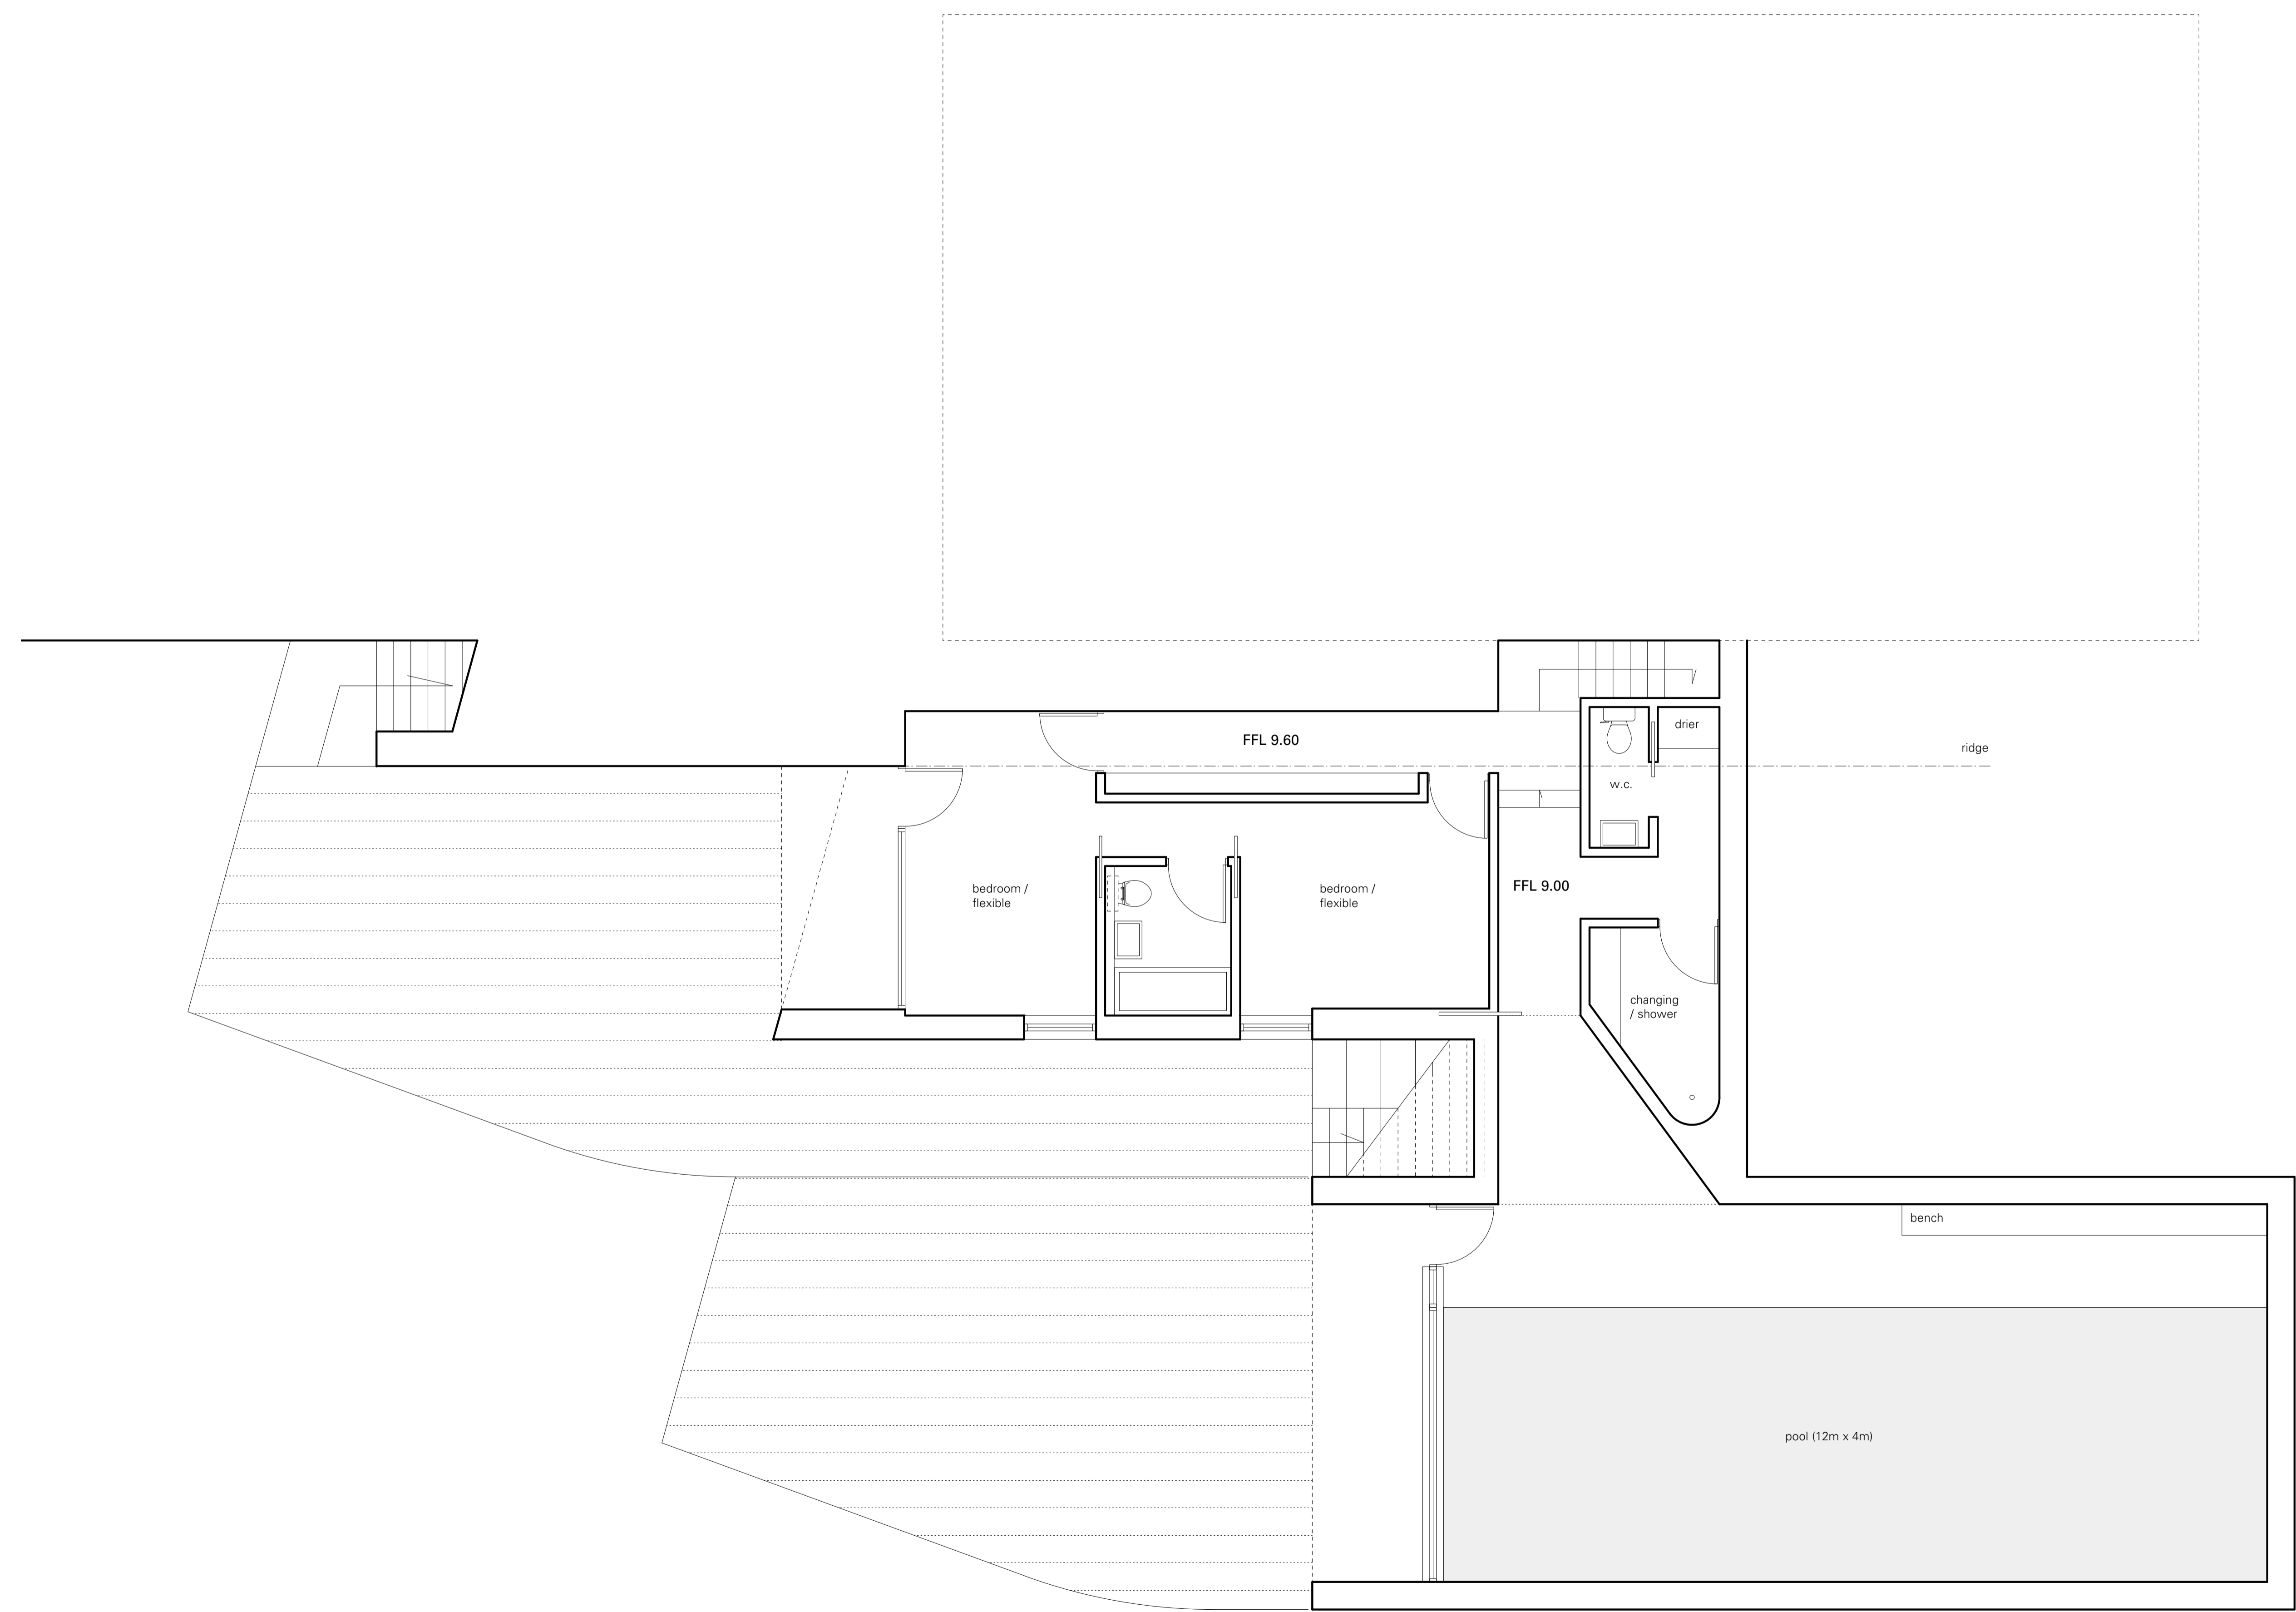 FFL 9.60
drier
ridge
w.c.
bedroom /
flexible
bedroom /
flexible
FFL 9.00
changing
/ shower
bench
pool (12m x 4m)